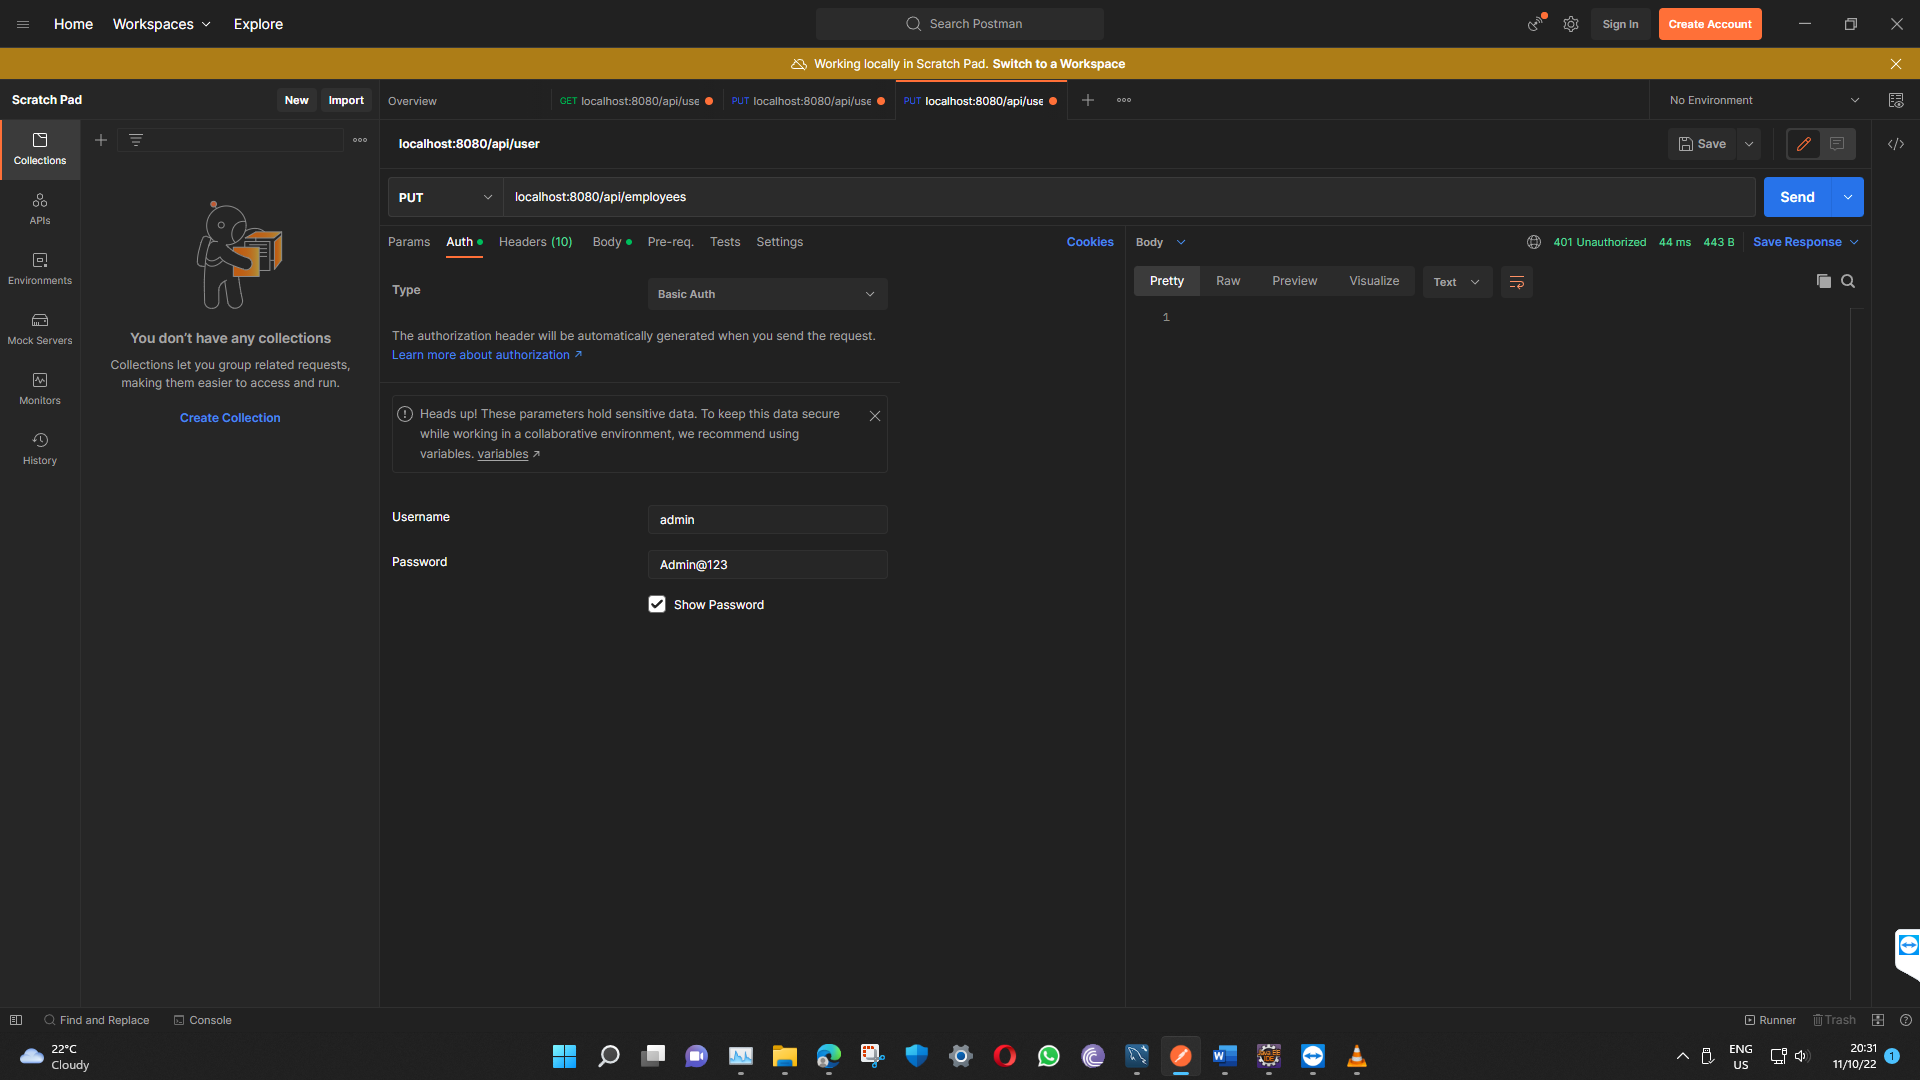 Home
Workspaces
Explore
Search Postman
Sign In
Create Account
Working locally in Scratch Pad. Switch to a Workspace
Scratch Pad
New
Import
Overview
GET localhost:8080/api/use
PUT localhost:8080/api/use
PUT localhost:8080/api/use
No Environment
Collections
APIs
Environments
Mock Servers
Monitors
History
You don't have any collections
Collections let you group related requests,
making them easier to access and run.
Create Collection
localhost:8080/api/user
Save
PUT
localhost:8080/api/employees
Send
Params
Auth
Headers (10)
Body
Pre-req.
Tests
Settings
Cookies
Type
Basic Auth
The authorization header will be automatically generated when you send the request.
Learn more about authorization ↗
Heads up! These parameters hold sensitive data. To keep this data secure
while working in a collaborative environment, we recommend using
variables. variables ↗
Username
admin
Password
Admin@123
Show Password
Body
401 Unauthorized
44 ms
443 B
Save Response
Pretty
Raw
Preview
Visualize
Text
1
Find and Replace
Console
Runner
Trash
22°C
Cloudy
ENG
US
20:31
11/10/22
1